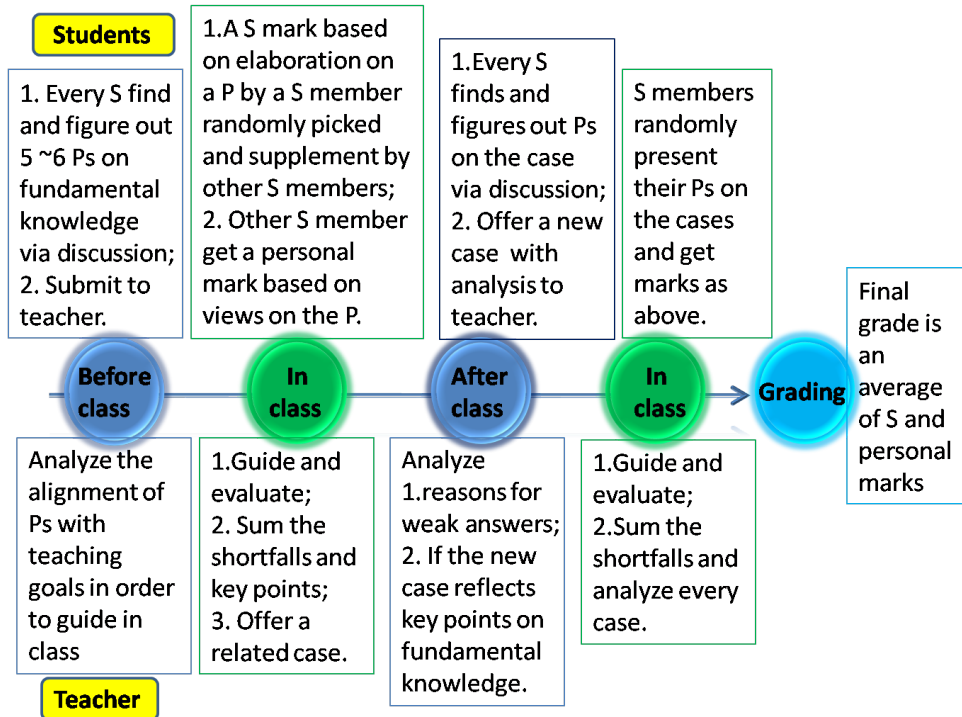 Students
1. Every S find
and figure out
5 ~6 Ps on
fundamental
knowledge
via discussion;
2. Submit to
teacher.
1.A S mark based
on elaboration on
a P by a S member
randomly picked
and supplement by
other S members;
2. Other S member
get a personal
mark based on
views on the P.
1.Every S
finds and
figures out Ps
on the case
via discussion;
2. Offer a new
case with
analysis to
teacher.
S members
randomly
present
their Ps on
the cases
and get
marks as
above.
Before
class
In
class
After
class
In
class
Grading
Final
grade is
an
average
of S and
personal
marks
Analyze the
alignment of
Ps with
teaching
goals in order
to guide in
class
1.Guide and
evaluate;
2. Sum the
shortfalls and
key points;
3. Offer a
related case.
Analyze
1.reasons for
weak answers;
2. If the new
case reflects
key points on
fundamental
knowledge.
1.Guide and
evaluate;
2.Sum the
shortfalls and
analyze every
case.
Teacher